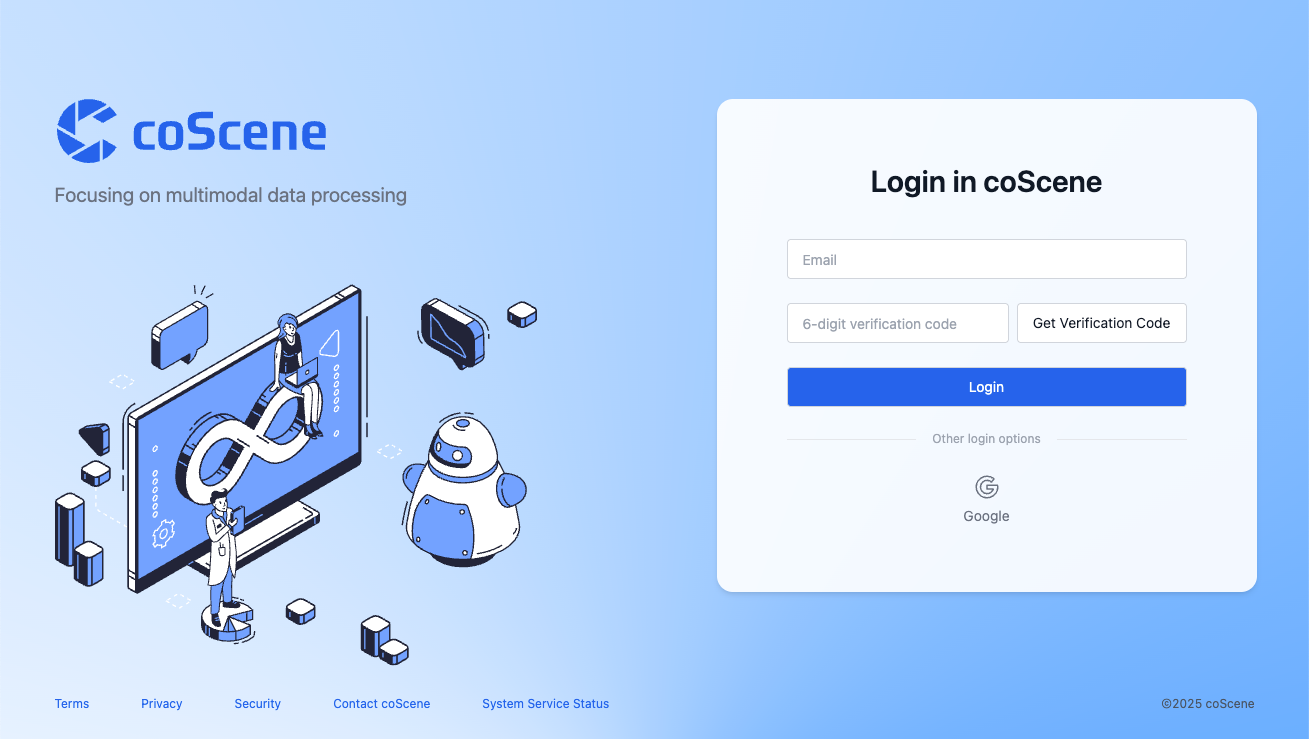 coScene
Focusing on multimodal data processing
Login in coScene
Email
6-digit verification code
Get Verification Code
Login
Other login options
Google
Terms
Privacy
Security
Contact coScene
System Service Status
©2025 coScene